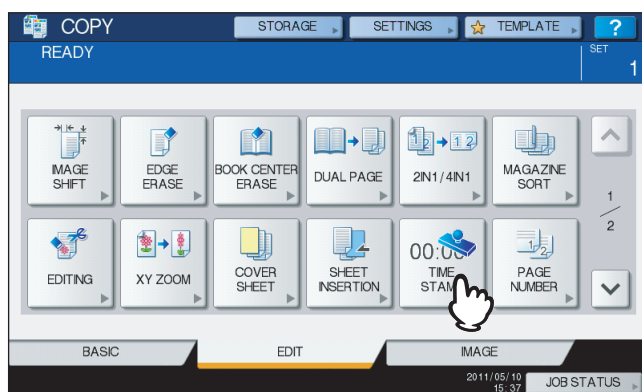 COPY
STORAGE
SETTINGS
TEMPLATE
?
READY
SET
1
IMAGE
SHIFT
EDGE
ERASE
BOOK CENTER
ERASE
DUAL PAGE
2IN1 / 4IN1
MAGAZINE
SORT
1
2
EDITING
XY ZOOM
COVER
SHEET
SHEET
INSERTION
TIME
PAGE
NUMBER
BASIC
EDIT
IMAGE
2011/05/10
15:37
JOB STATUS